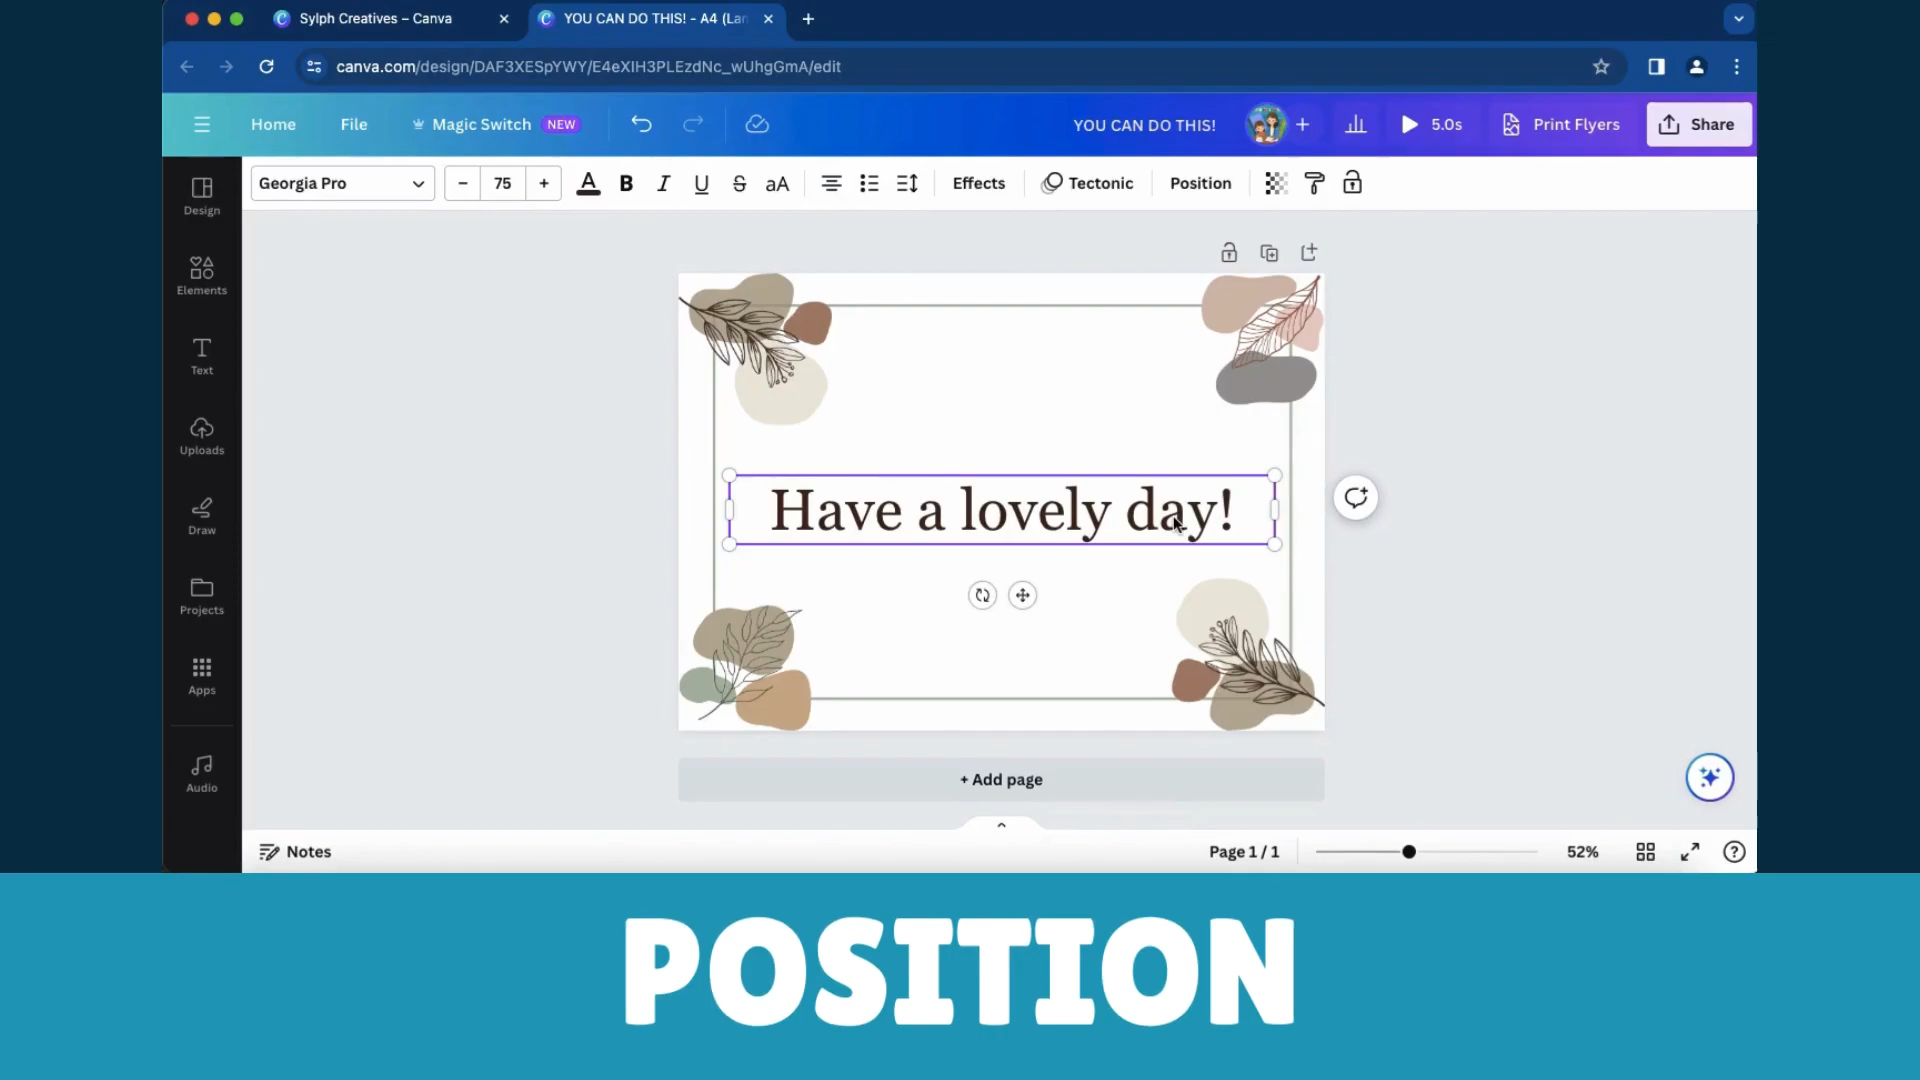 Sylph Creatives – Canva
YOU CAN DO THIS! - A4 (Lan
canva.com/design/DAF3XESpYWY/E4eXIH3PLEzdNc_wUhgGmA/edit
Home File Magic Switch NEW YOU CAN DO THIS! 5.0s Print Flyers Share
Georgia Pro 75 A B I U S aA Effects Tectonic Position
Design
Elements
Text
Uploads
Draw
Projects
Apps
Audio
Have a lovely day!
+ Add page
Notes Page 1 / 1 52%
POSITION